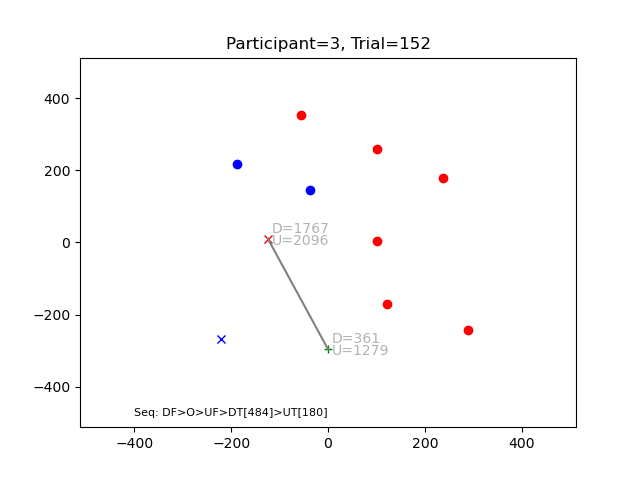 Participant=3, Trial=152
400
200
0
−200
−400
D=1767
U=2096
D=361
U=1279
Seq: DF>O>UF>DT[484]>UT[180]
−400
−200
0
200
400